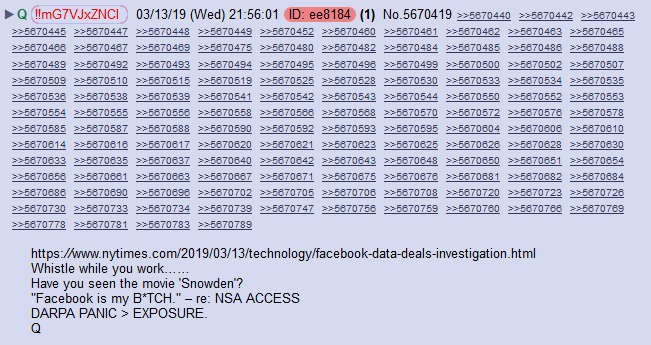 ▶ Q !!mG7VJxZNCI 03/13/19 (Wed) 21:56:01 ID: ee8184 (1) No.5670419 >>5670440 >>5670442 >>5670443
>>5670445 >>5670447 >>5670448 >>5670449 >>5670452 >>5670460 >>5670461 >>5670462 >>5670463 >>5670465
>>5670466 >>5670467 >>5670469 >>5670475 >>5670480 >>5670482 >>5670484 >>5670485 >>5670486 >>5670488
>>5670489 >>5670492 >>5670493 >>5670494 >>5670495 >>5670496 >>5670497 >>5670500 >>5670502 >>5670507
>>5670509 >>5670510 >>5670515 >>5670519 >>5670525 >>5670528 >>5670530 >>5670533 >>5670534 >>5670535
>>5670536 >>5670538 >>5670539 >>5670541 >>5670542 >>5670543 >>5670544 >>5670550 >>5670552 >>5670553
>>5670554 >>5670555 >>5670556 >>5670558 >>5670566 >>5670568 >>5670570 >>5670572 >>5670576 >>5670578
>>5670585 >>5670587 >>5670588 >>5670590 >>5670592 >>5670593 >>5670595 >>5670604 >>5670606 >>5670610
>>5670614 >>5670616 >>5670617 >>5670620 >>5670621 >>5670623 >>5670625 >>5670626 >>5670628 >>5670630
>>5670633 >>5670635 >>5670637 >>5670640 >>5670642 >>5670643 >>5670648 >>5670650 >>5670651 >>5670654
>>5670656 >>5670657 >>5670660 >>5670663 >>5670667 >>5670671 >>5670675 >>5670676 >>5670681 >>5670682 >>5670684
>>5670686 >>5670690 >>5670696 >>5670702 >>5670705 >>5670706 >>5670708 >>5670720 >>5670723 >>5670726
>>5670730 >>5670733 >>5670734 >>5670739 >>5670747 >>5670756 >>5670759 >>5670760 >>5670766 >>5670769
>>5670778 >>5670781 >>5670783 >>5670789
https://www.nytimes.com/2019/03/13/technology/facebook-data-deals-investigation.html
Whistle while you work……
Have you seen the movie 'Snowden'?
"Facebook is my B*TCH." – re: NSA ACCESS
DARPA PANIC > EXPOSURE.
Q